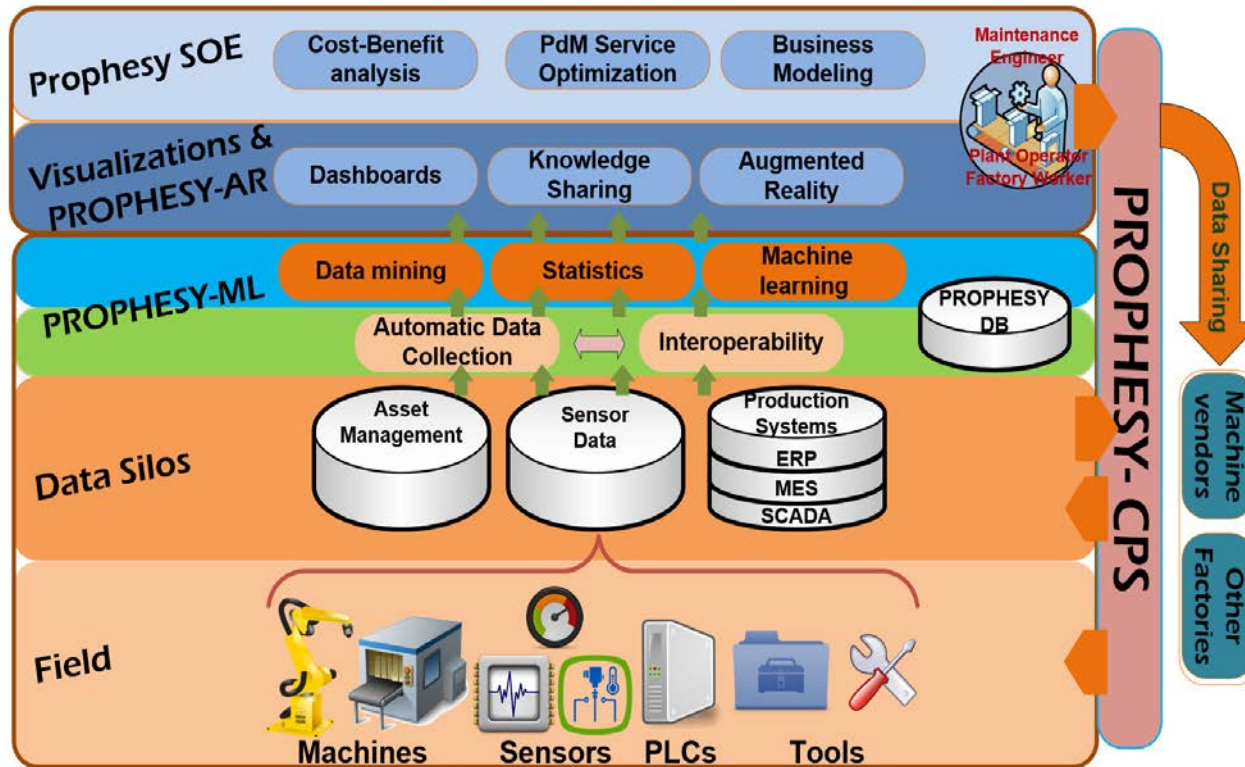 Prophesy SOE
Cost-Benefit
analysis
PdM Service
Optimization
Business
Modeling
Maintenance
Engineer
Plant Operator
Factory Worker
Visualizations &
PROPHESY-AR
Dashboards
Knowledge
Sharing
Augmented
Reality
PROPHESY-ML
Data mining
Statistics
Machine
learning
Automatic Data
Collection
Interoperability
PROPHESY
DB
Data Silos
Asset
Management
Sensor
Data
Production
Systems
ERP
MES
SCADA
Field
Machines
Sensors
PLCs
Tools
PROPHESY- CPS
Data Sharing
Machine
vendors
Other
Factories